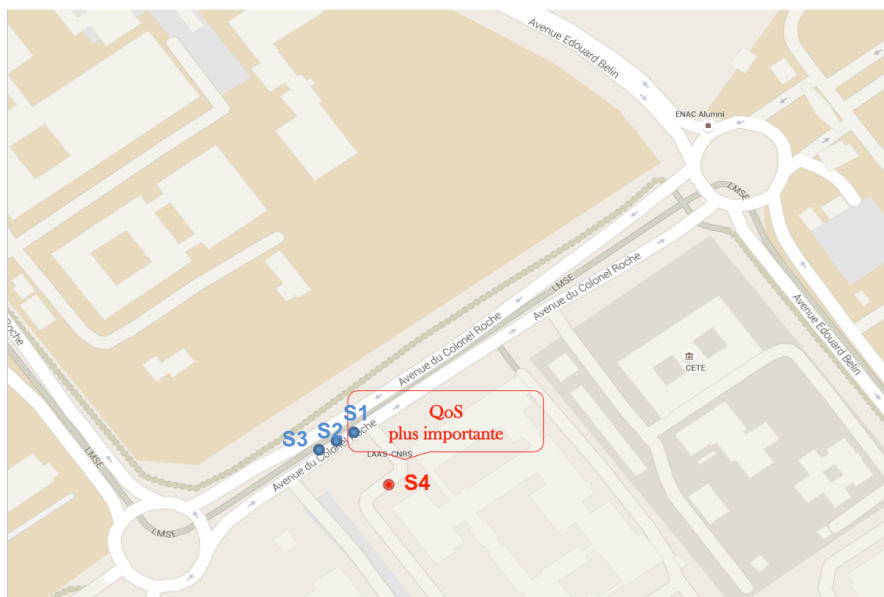 Avenue Edouard Belin
ENAC Alumni
LMSE
LMSE
Avenue du Colonel Roche
Avenue du Colonel Roche
Avenue Edouard Belin
CETE
Roche
QoS
plus importante
S1
S2
S3
Avenue du Colonel Roche
LAAS-CNRS
S4
LMSE
LMSE